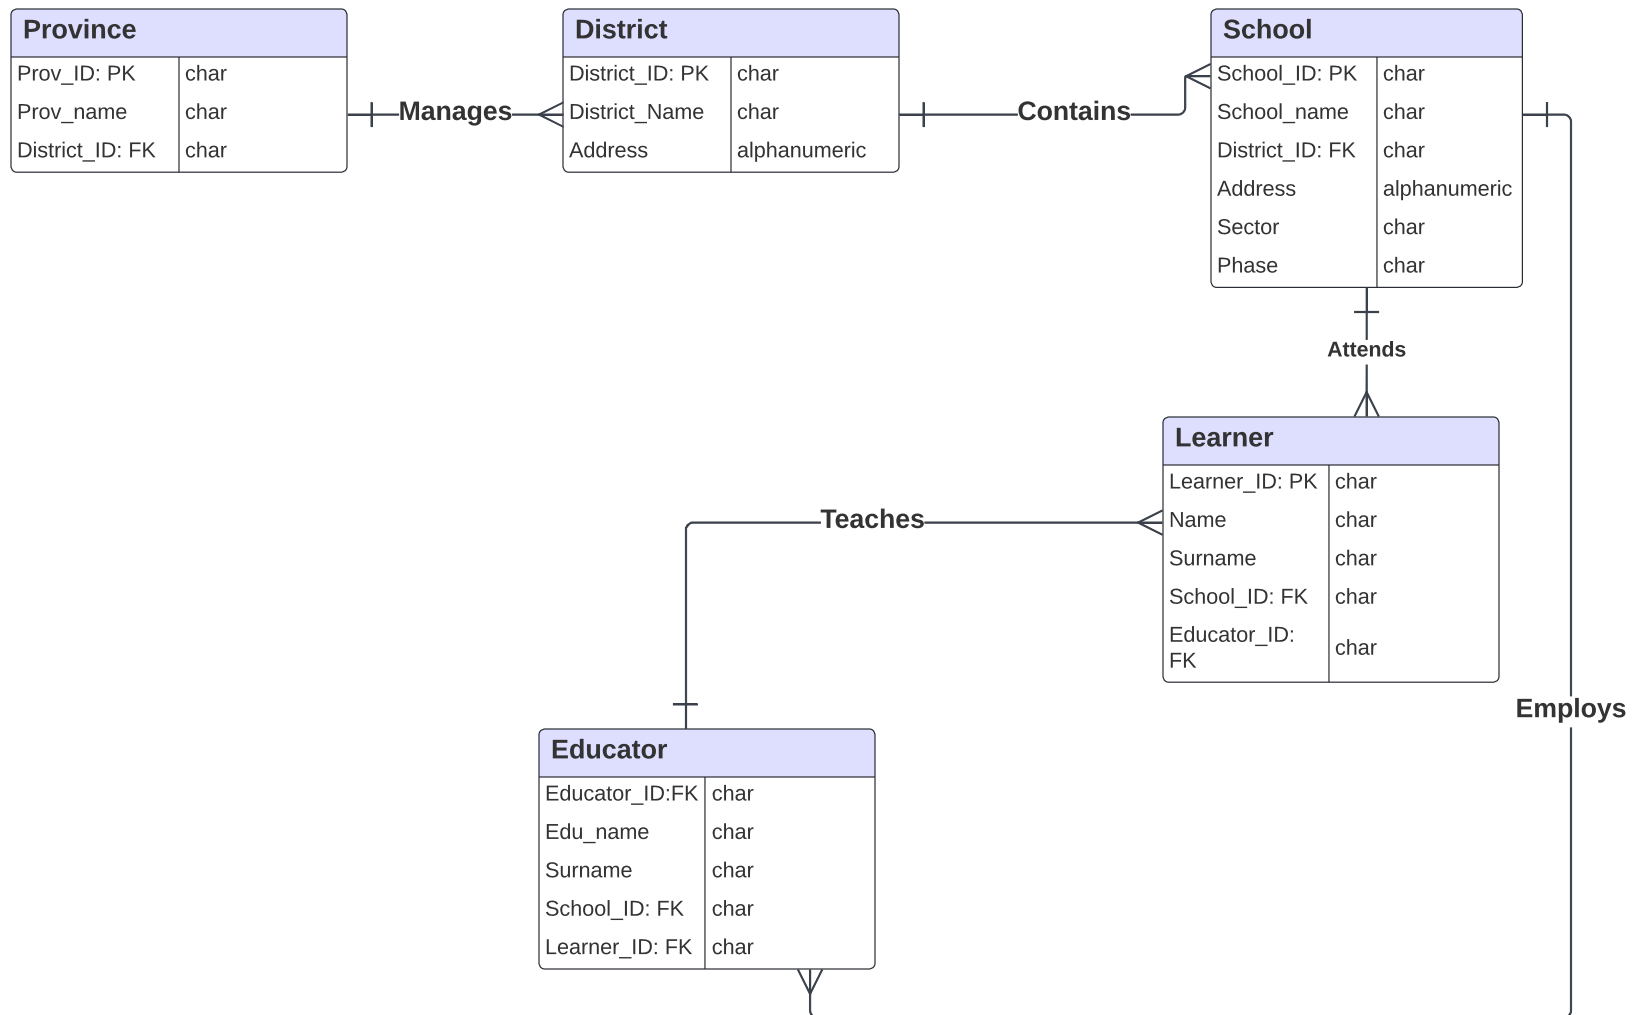 Province
Prov_ID: PK char
Prov_name char
District_ID: FK char
Manages
District
District_ID: PK char
District_Name char
Address alphanumeric
Contains
School
School_ID: PK char
School_name char
District_ID: FK char
Address alphanumeric
Sector char
Phase char
Attends
Learner
Learner_ID: PK char
Name char
Surname char
School_ID: FK char
Educator_ID:
FK char
Teaches
Employs
Educator
Educator_ID:FK char
Edu_name char
Surname char
School_ID: FK char
Learner_ID: FK char